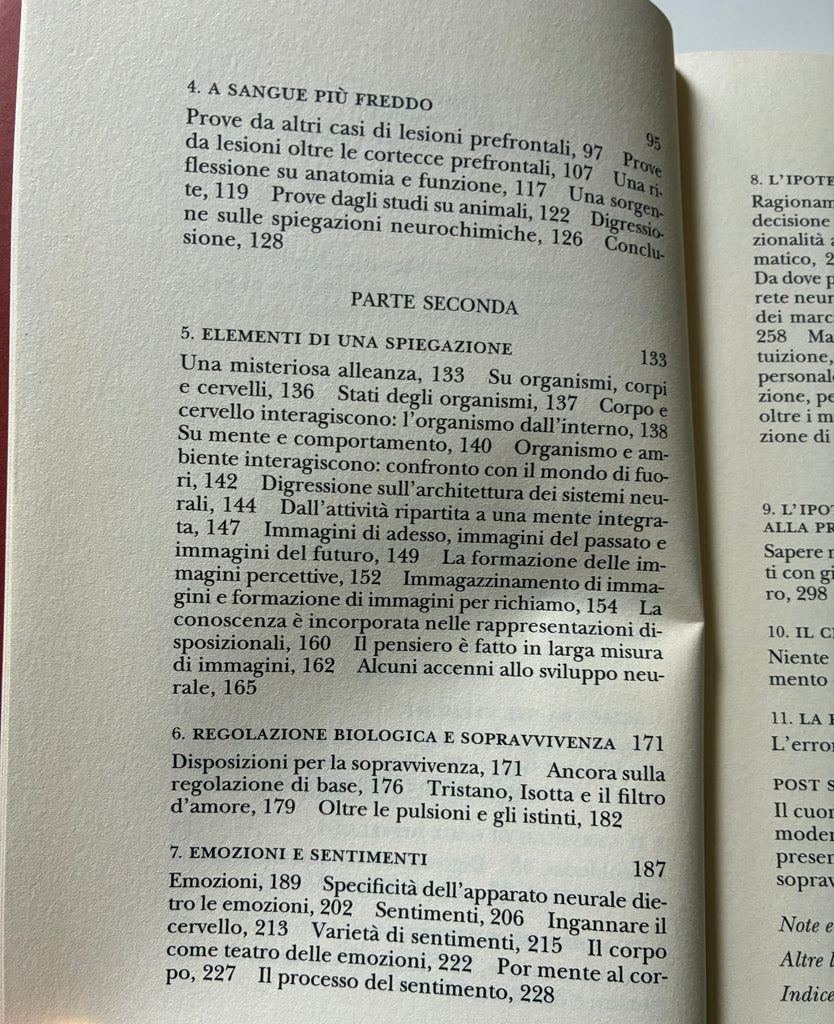 4. A SANGUE PIÙ FREDDO 95
Prove da altri casi di lesioni prefrontali, 97 Prove
da lesioni oltre le cortecce prefrontali, 107 Una ri-
flessione su anatomia e funzione, 117 Una sorgen-
te, 119 Prove dagli studi su animali, 122 Digressio-
ne sulle spiegazioni neurochimiche, 126 Conclu-
sione, 128
PARTE SECONDA
5. ELEMENTI DI UNA SPIEGAZIONE 133
Una misteriosa alleanza, 133 Su organismi, corpi
e cervelli, 136 Stati degli organismi, 137 Corpo e
cervello interagiscono: l'organismo dall'interno, 138
Su mente e comportamento, 140 Organismo e am-
biente interagiscono: confronto con il mondo di fuo-
ri, 142 Digressione sull'architettura dei sistemi neu-
rali, 144 Dall'attività ripartita a una mente integra-
ta, 147 Immagini di adesso, immagini del passato e
immagini del futuro, 149 La formazione delle im-
magini percettive, 152 Immagazzinamento di imma-
gini e formazione di immagini per richiamo, 154 La
conoscenza è incorporata nelle rappresentazioni di-
sposizionali, 160 Il pensiero è fatto in larga misura
di immagini, 162 Alcuni accenni allo sviluppo neu-
rale, 165
6. REGOLAZIONE BIOLOGICA E SOPRAVVIVENZA 171
Disposizioni per la sopravvivenza, 171 Ancora sulla
regolazione di base, 176 Tristano, Isotta e il filtro
d'amore, 179 Oltre le pulsioni e gli istinti, 182
7. EMOZIONI E SENTIMENTI 187
Emozioni, 189 Specificità dell'apparato neurale die-
tro le emozioni, 202 Sentimenti, 206 Ingannare il
cervello, 213 Varietà di sentimenti, 215 Il corpo
come teatro delle emozioni, 222 Por mente al cor-
po, 227 Il processo del sentimento, 228
8. L'IPOTE
Ragionam
decisione
zionalità
matico, 2
Da dove p
rete neur
dei marc
258 Ma
tuizione,
personal
zione, pe
oltre i m
zione di
9. L'IPO
ALLA PR
Sapere
ti con gi
ro, 298
10. IL C
Niente
mento
11. LA
L'erro
POST S
Il cuor
moder
preser
soprav
Note e
Altre l
Indice